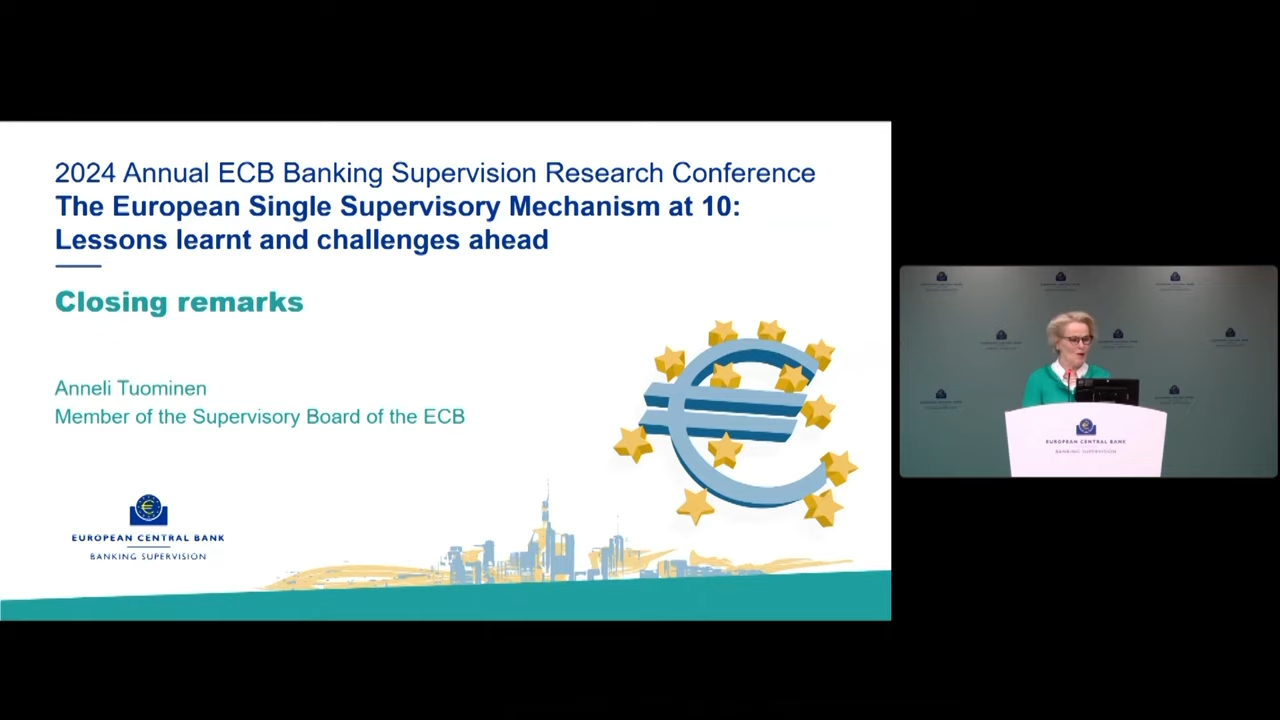 2024 Annual ECB Banking Supervision Research Conference
The European Single Supervisory Mechanism at 10:
Lessons learnt and challenges ahead
Closing remarks
Anneli Tuominen
Member of the Supervisory Board of the ECB
EUROPEAN CENTRAL BANK
BANKING SUPERVISION
EUROPEAN CENTRAL BANK
BANKING SUPERVISION